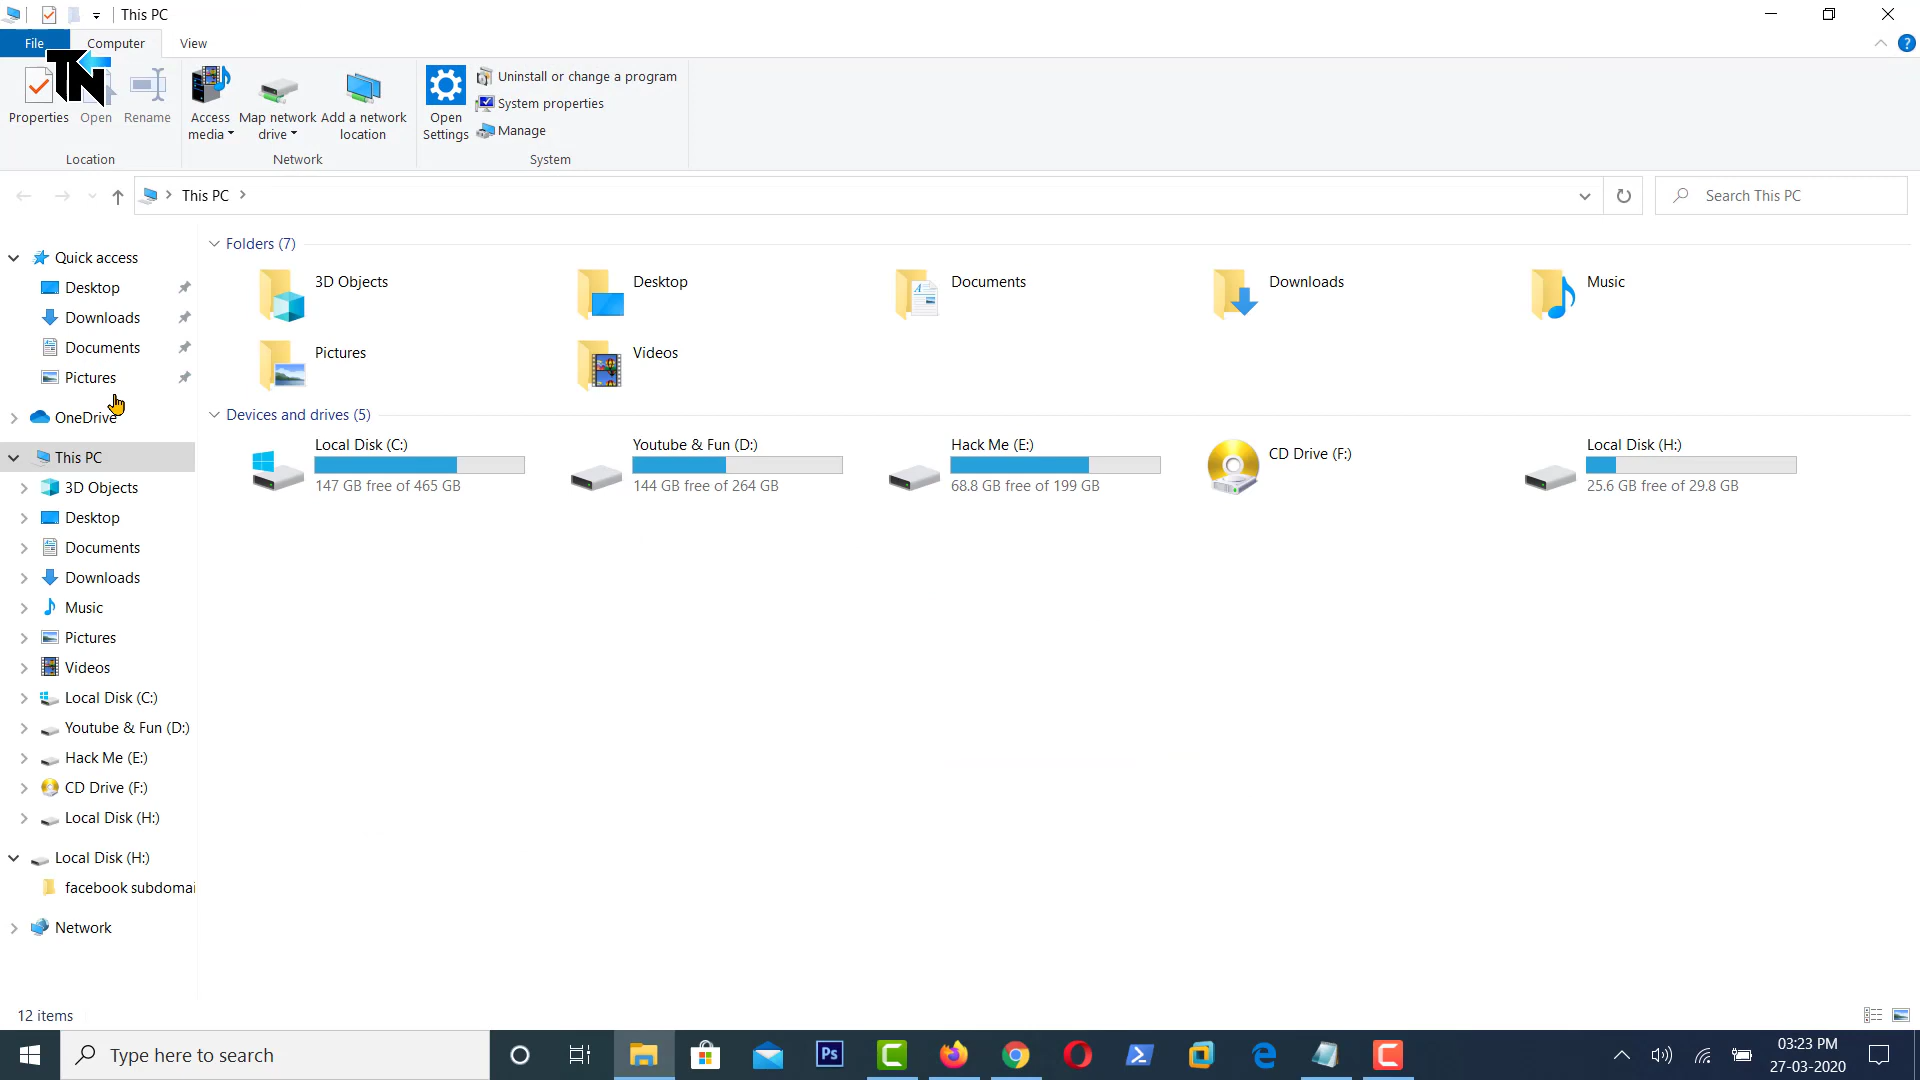 This PC
File
Computer
View
TN
Properties
Open
Rename
Access media
Map network drive
Add a network location
Open Settings
Uninstall or change a program
System properties
Manage
Location
Network
System
This PC
Search This PC
Quick access
Desktop
Downloads
Documents
Pictures
OneDrive
This PC
3D Objects
Desktop
Documents
Downloads
Music
Pictures
Videos
Local Disk (C:)
Youtube & Fun (D:)
Hack Me (E:)
CD Drive (F:)
Local Disk (H:)
Local Disk (H:)
facebook subdomai
Network
Folders (7)
3D Objects
Desktop
Documents
Downloads
Music
Pictures
Videos
Devices and drives (5)
Local Disk (C:)
147 GB free of 465 GB
Youtube & Fun (D:)
144 GB free of 264 GB
Hack Me (E:)
68.8 GB free of 199 GB
CD Drive (F:)
Local Disk (H:)
25.6 GB free of 29.8 GB
12 items
Type here to search
Ps
03:23 PM
27-03-2020